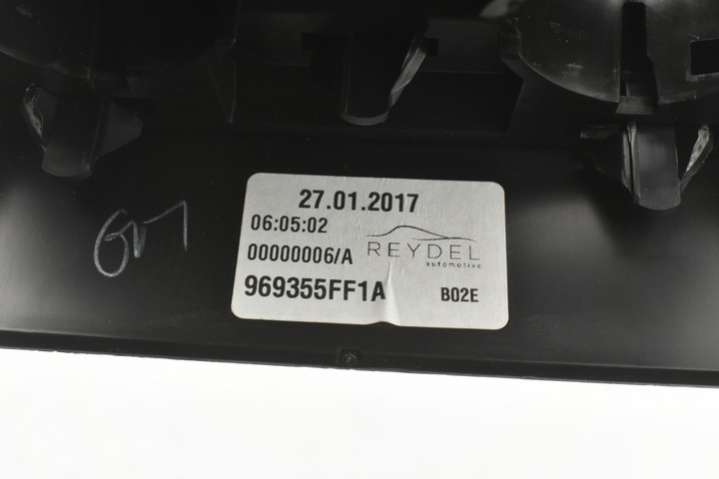 27.01.2017
06:05:02
00000006/A
REYDEL
automotive
969355FF1A
B02E